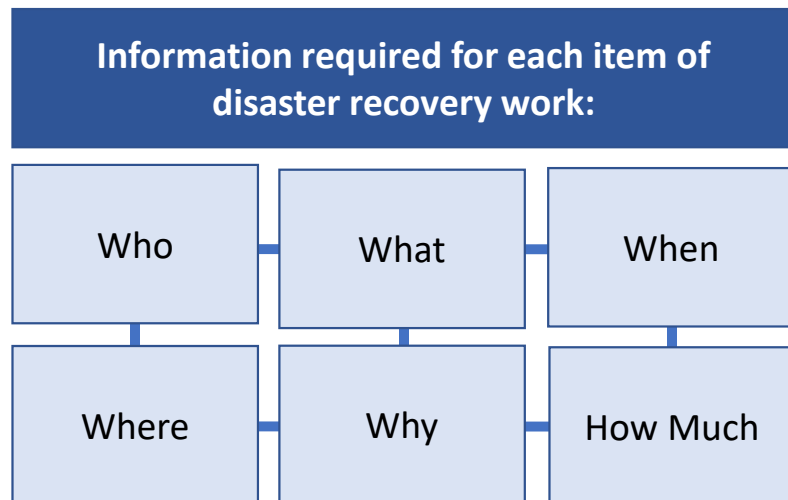 Information required for each item of
disaster recovery work:
Who
What
When
Where
Why
How Much